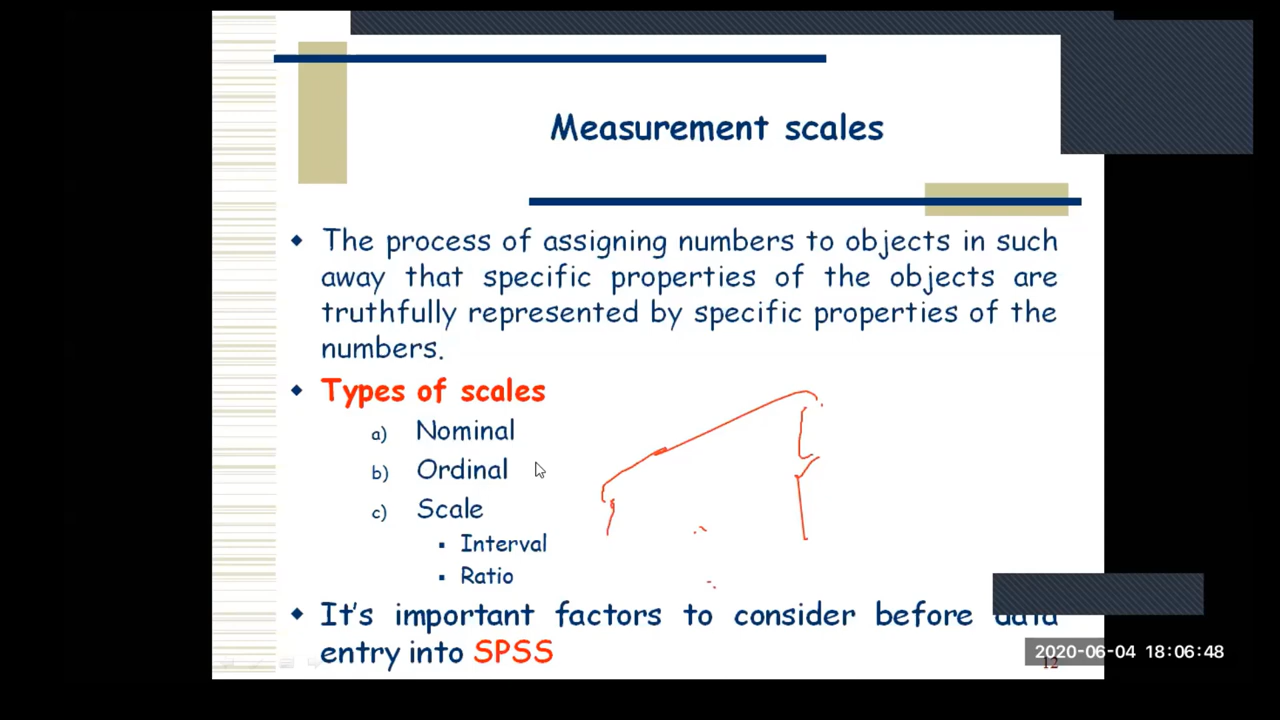 Measurement scales
The process of assigning numbers to objects in such
away that specific properties of the objects are
truthfully represented by specific properties of the
numbers.
Types of scales
a) Nominal
b) Ordinal
c) Scale
Interval
Ratio
It's important factors to consider before data
entry into SPSS
2020-06-04 18:06:48
12